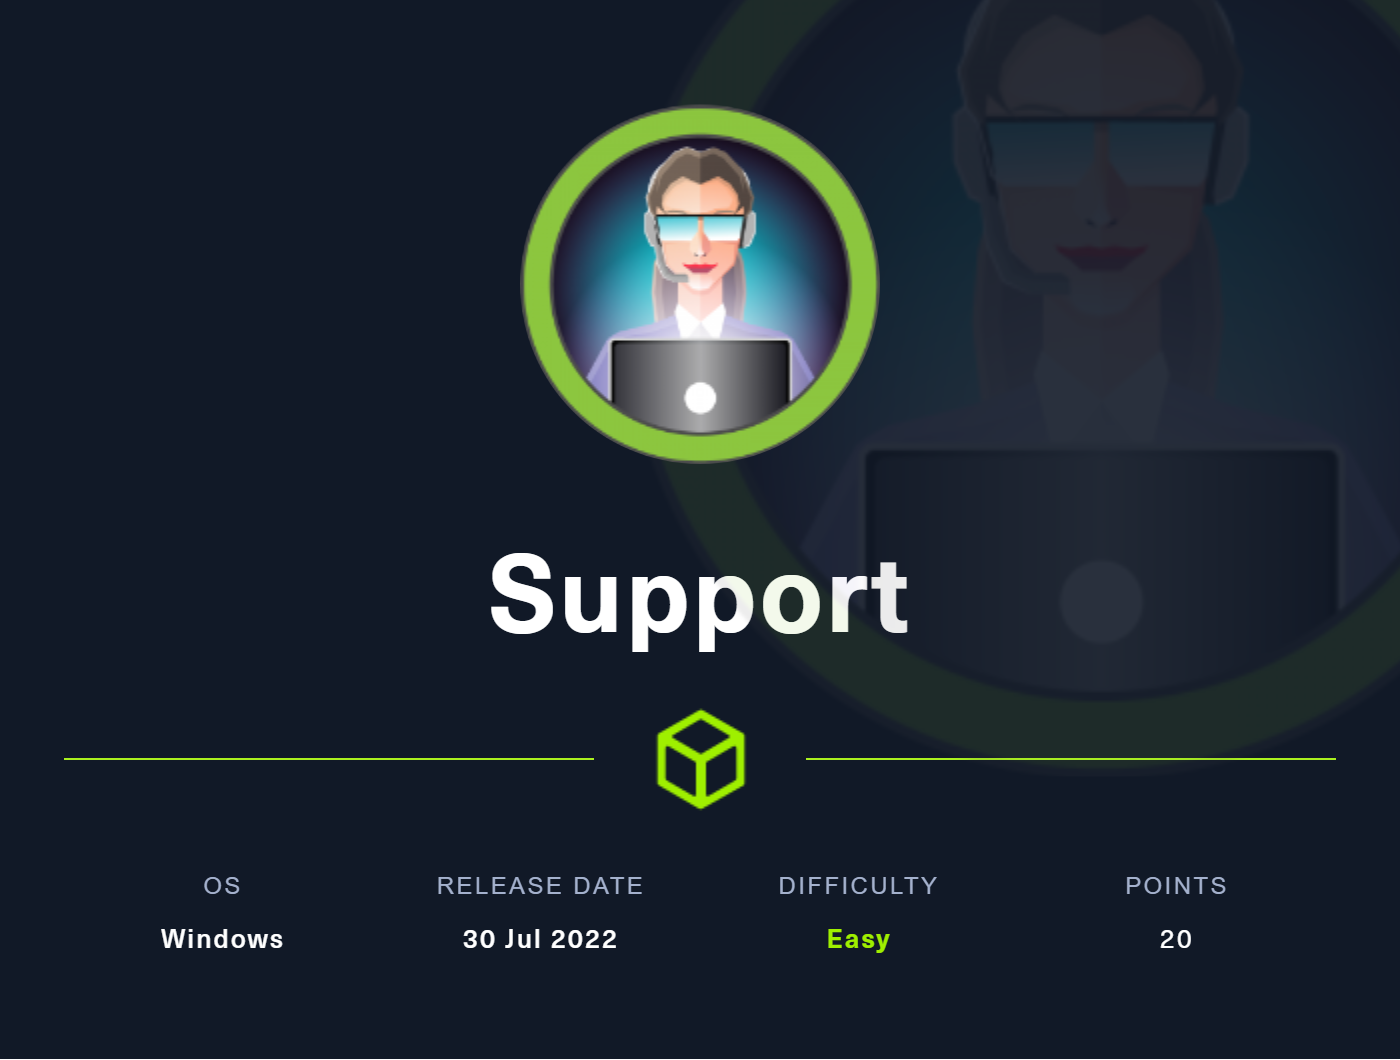 Support
OS
RELEASE DATE
DIFFICULTY
POINTS
Windows
30 Jul 2022
Easy
20